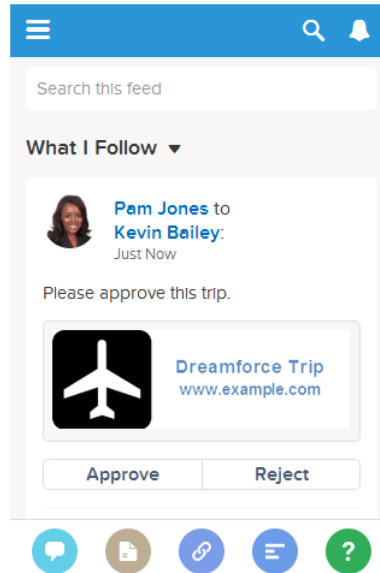 Search this feed
What I Follow
Pam Jones to
Kevin Bailey:
Just Now
Please approve this trip.
Dreamforce Trip
www.example.com
Approve Reject
?